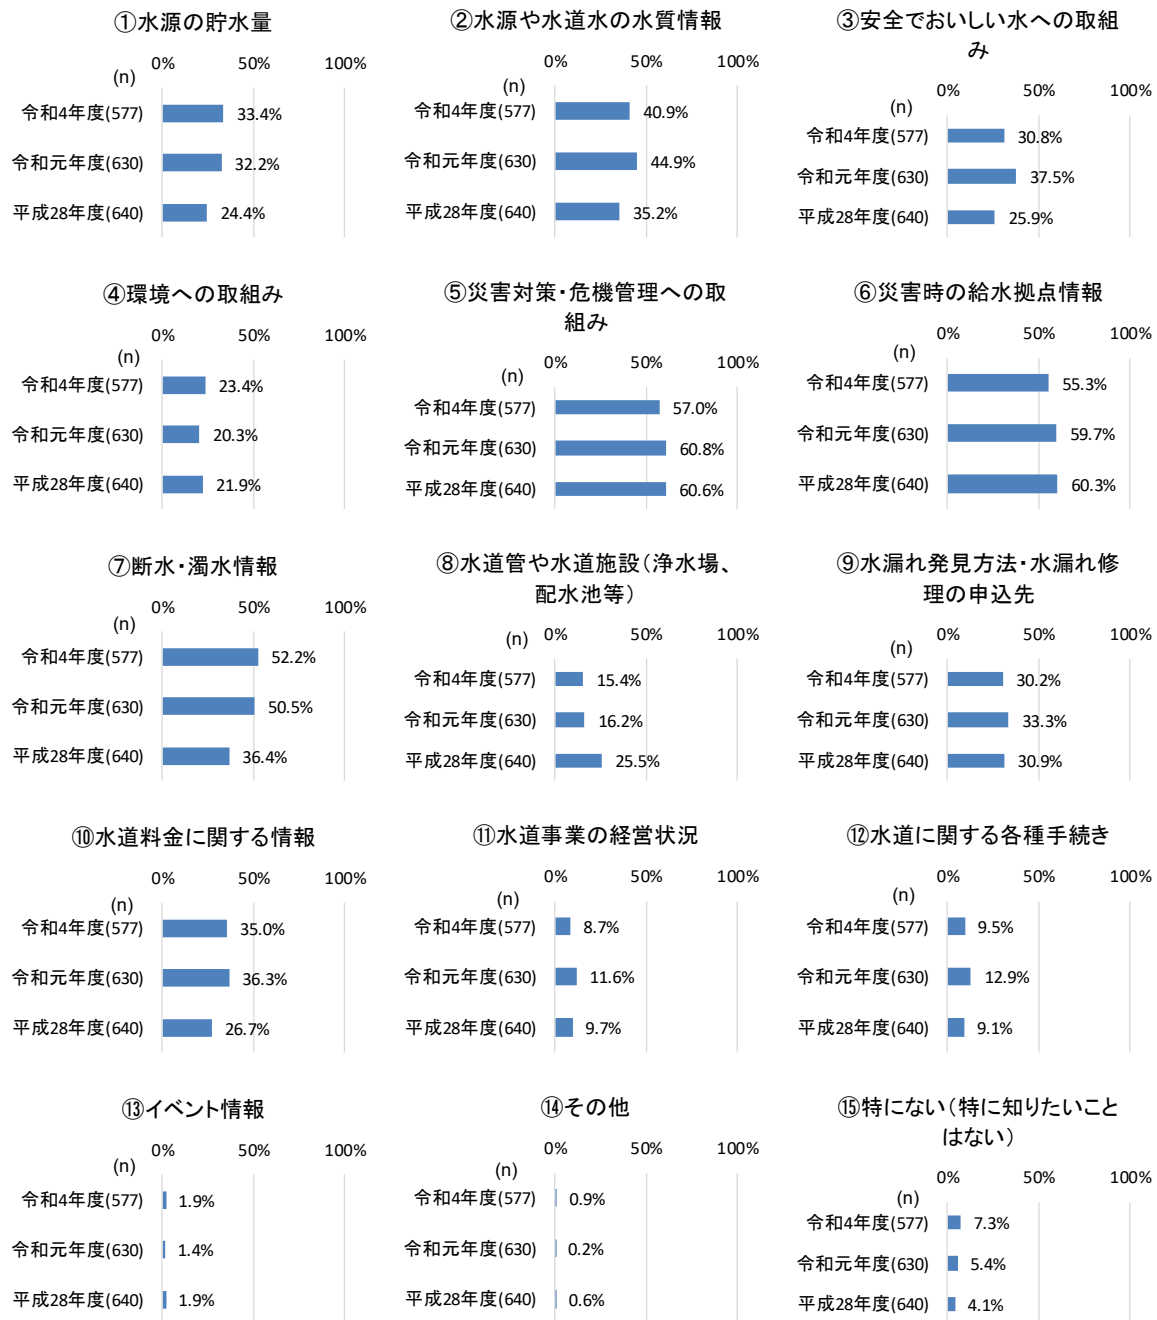 ①水源の貯水量
0% 50% 100%
(n)
令和4年度(577) 33.4%
令和元年度(630) 32.2%
平成28年度(640) 24.4%
②水源や水道水の水質情報
0% 50% 100%
(n)
令和4年度(577) 40.9%
令和元年度(630) 44.9%
平成28年度(640) 35.2%
③安全でおいしい水への取組
み
0% 50% 100%
(n)
令和4年度(577) 30.8%
令和元年度(630) 37.5%
平成28年度(640) 25.9%
④環境への取組み
0% 50% 100%
(n)
令和4年度(577) 23.4%
令和元年度(630) 20.3%
平成28年度(640) 21.9%
⑤災害対策・危機管理への取
組み
0% 50% 100%
(n)
令和4年度(577) 57.0%
令和元年度(630) 60.8%
平成28年度(640) 60.6%
⑥災害時の給水拠点情報
0% 50% 100%
(n)
令和4年度(577) 55.3%
令和元年度(630) 59.7%
平成28年度(640) 60.3%
⑦断水・濁水情報
0% 50% 100%
(n)
令和4年度(577) 52.2%
令和元年度(630) 50.5%
平成28年度(640) 36.4%
⑧水道管や水道施設（浄水場、
配水池等）
0% 50% 100%
(n)
令和4年度(577) 15.4%
令和元年度(630) 16.2%
平成28年度(640) 25.5%
⑨水漏れ発見方法・水漏れ修
理の申込先
0% 50% 100%
(n)
令和4年度(577) 30.2%
令和元年度(630) 33.3%
平成28年度(640) 30.9%
⑩水道料金に関する情報
0% 50% 100%
(n)
令和4年度(577) 35.0%
令和元年度(630) 36.3%
平成28年度(640) 26.7%
⑪水道事業の経営状況
0% 50% 100%
(n)
令和4年度(577) 8.7%
令和元年度(630) 11.6%
平成28年度(640) 9.7%
⑫水道に関する各種手続き
0% 50% 100%
(n)
令和4年度(577) 9.5%
令和元年度(630) 12.9%
平成28年度(640) 9.1%
⑬イベント情報
0% 50% 100%
(n)
令和4年度(577) 1.9%
令和元年度(630) 1.4%
平成28年度(640) 1.9%
⑭その他
0% 50% 100%
(n)
令和4年度(577) 0.9%
令和元年度(630) 0.2%
平成28年度(640) 0.6%
⑮特にない（特に知りたいこと
はない）
0% 50% 100%
(n)
令和4年度(577) 7.3%
令和元年度(630) 5.4%
平成28年度(640) 4.1%